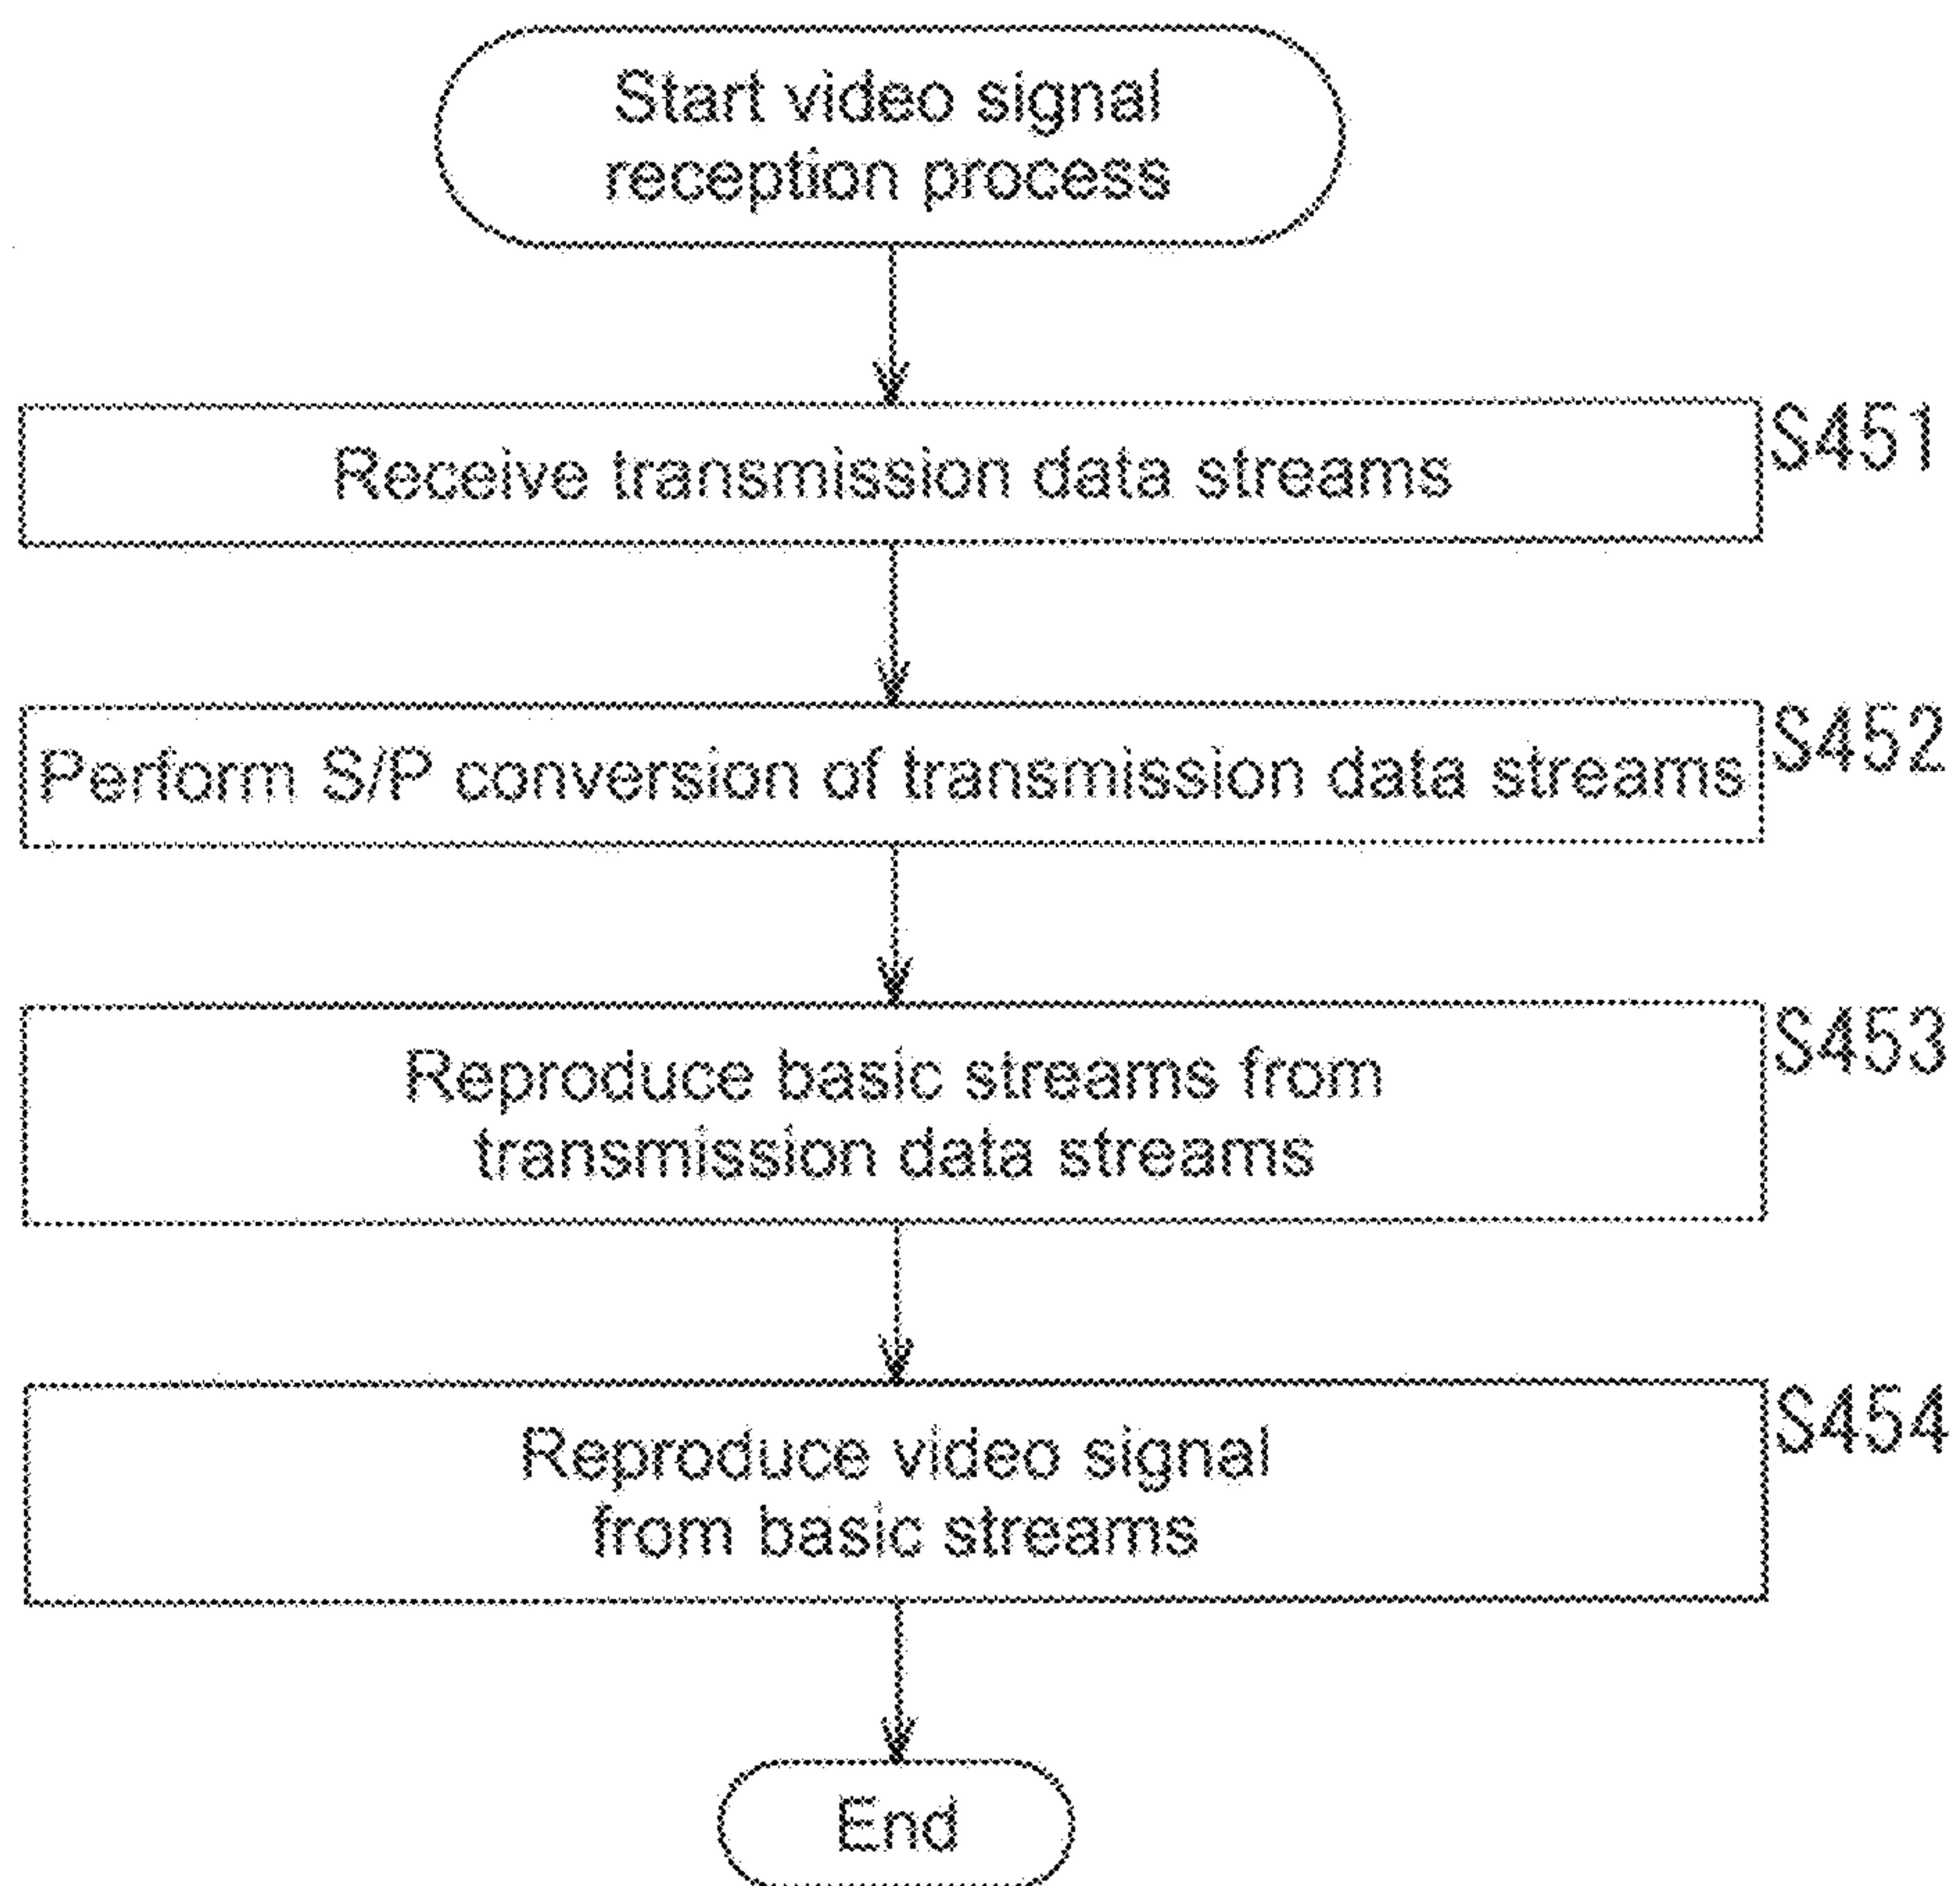 Start video signal
reception process
Receive transmission data streams
S451
Perform S/P conversion of transmission data streams
S452
Reproduce basic streams from
transmission data streams
S453
Reproduce video signal
from basic streams
S454
End